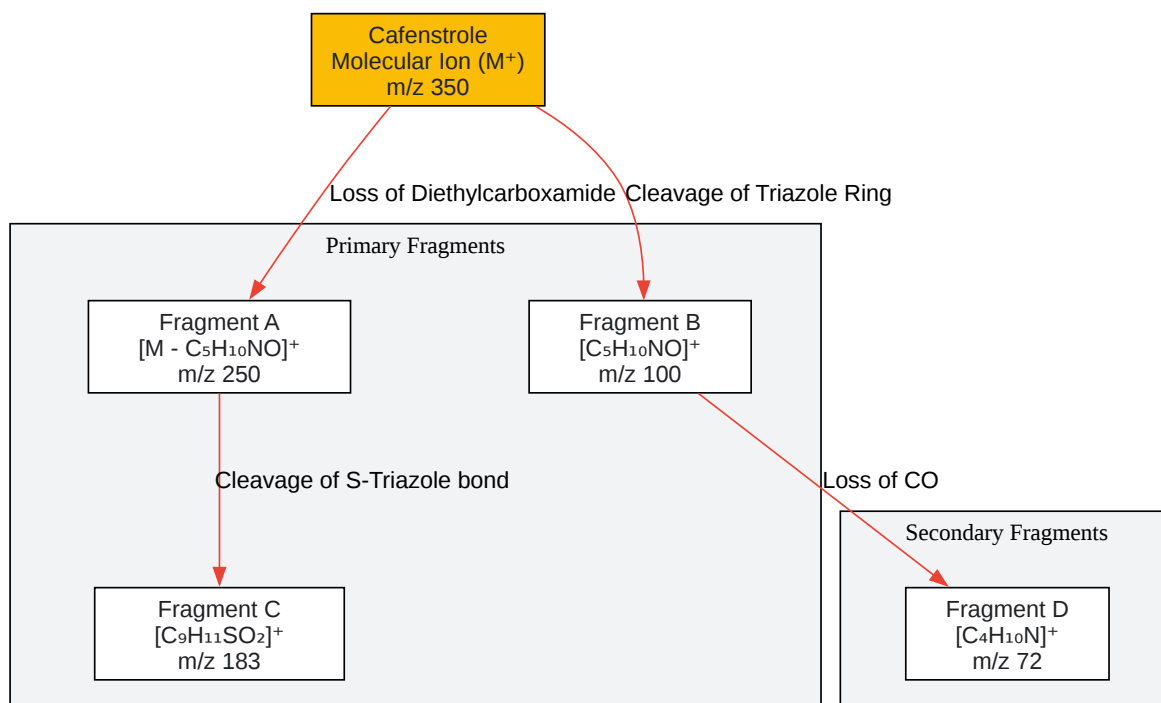 Cafenstrole
Molecular Ion (M⁺)
m/z 350
Loss of Diethylcarboxamide
Cleavage of Triazole Ring
Primary Fragments
Fragment A
[M - C₅H₁₀NO]⁺
m/z 250
Fragment B
[C₅H₁₀NO]⁺
m/z 100
Cleavage of S-Triazole bond
Loss of CO
Secondary Fragments
Fragment C
[C₉H₁₁SO₂]⁺
m/z 183
Fragment D
[C₄H₁₀N]⁺
m/z 72